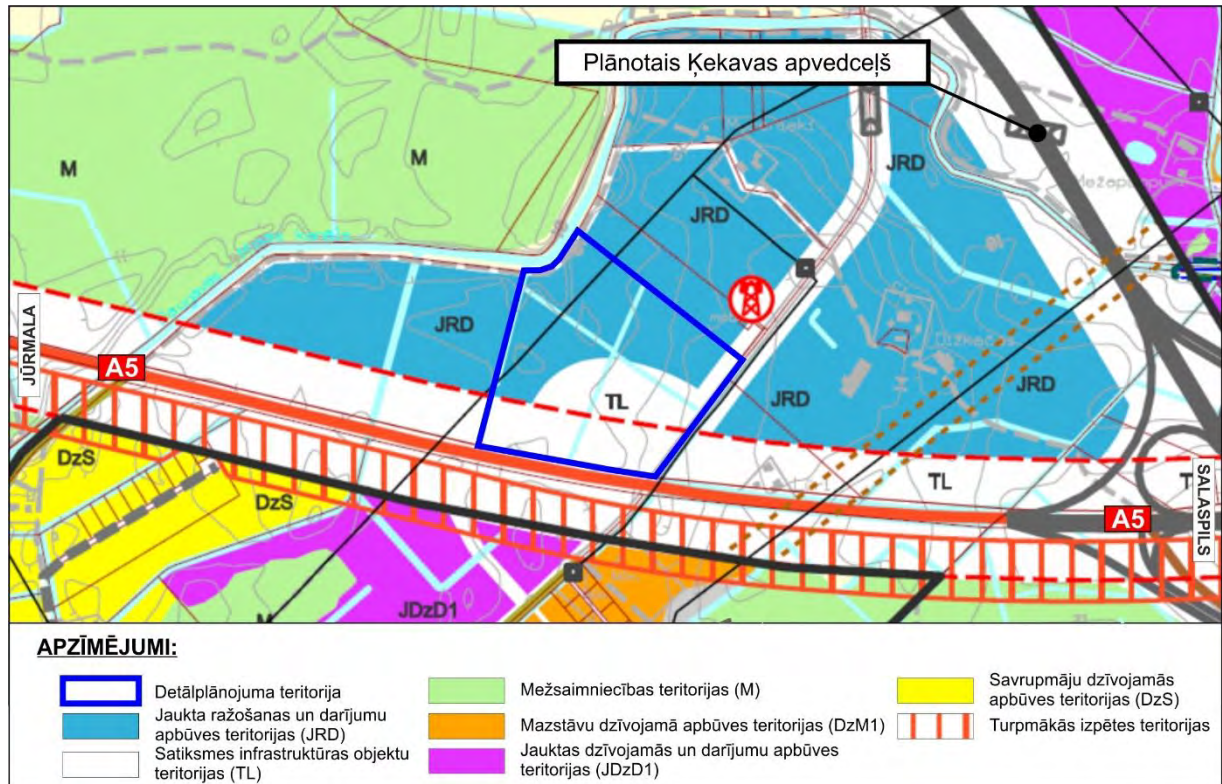 Plānotais Ķekavas apvedceļš
M
M
JRD
JRD
JRD
JRD
JRD
JRD
JŪRMALA
A5
TL
TL
A5
SALASPILS
DzS
DzS
JDzD1
M
APZĪMĒJUMI:
Detālplānojuma teritorija
Jaukta ražošanas un darījumu
apbūves teritorijas (JRD)
Satiksmes infrastruktūras objektu
teritorijas (TL)
Mežsaimniecības teritorijas (M)
Mazstāvu dzīvojamā apbūves teritorijas (DzM1)
Jauktas dzīvojamās un darījumu apbūves
teritorijas (JDzD1)
Savrupmāju dzīvojamās
apbūves teritorijas (DzS)
Turpmākās izpētes teritorijas